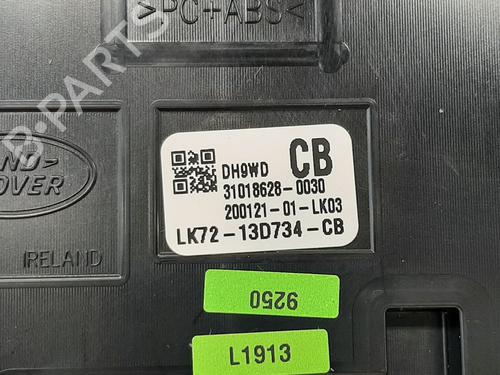 >PC+ABS<
B-PARTS
LAND-
ROVER
IRELAND
DH9WD
CB
31018628-0030
200121-01-LK03
LK72-13D734-CB
9250
L1913